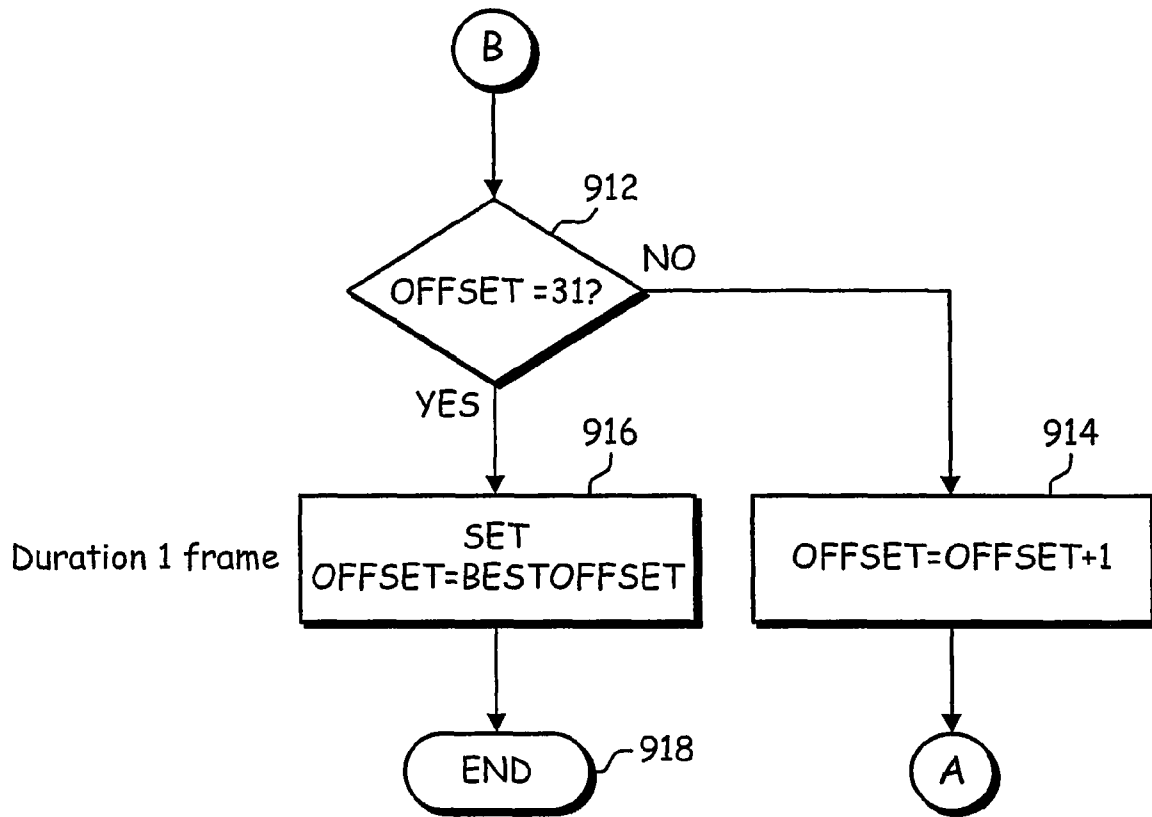 B
912
OFFSET =31?
NO
YES
916
914
Duration 1 frame
SET
OFFSET=BESTOFFSET
OFFSET=OFFSET+1
END
918
A